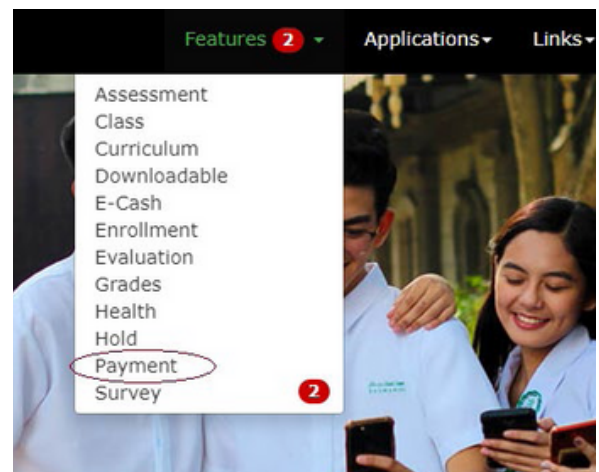 Features 2 Applications Links
Assessment
Class
Curriculum
Downloadable
E-Cash
Enrollment
Evaluation
Grades
Health
Hold
Payment
Survey 2